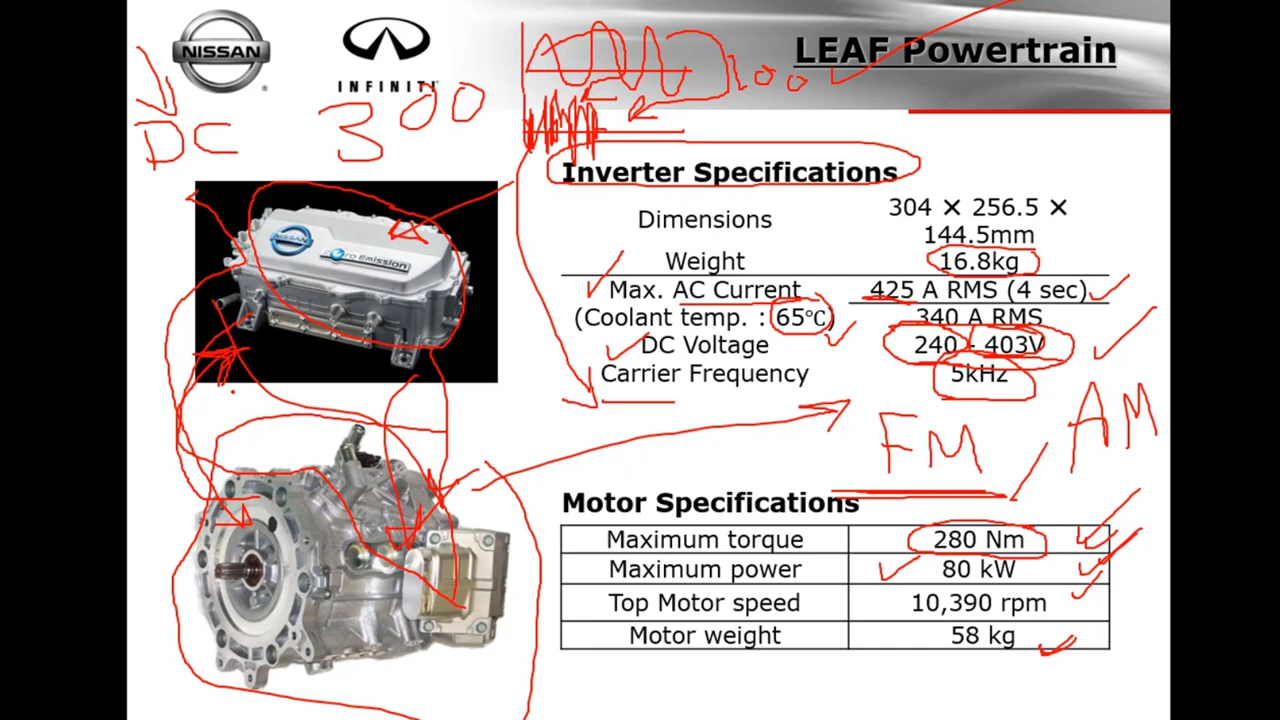 NISSAN
INFINITI
LEAF Powertrain
100
DC 300
Inverter Specifications
Dimensions 304 × 256.5 × 144.5mm
Weight 16.8kg
Max. AC Current 425 A RMS (4 sec)
(Coolant temp. : 65℃) 340 A RMS
DC Voltage 240 - 403V
Carrier Frequency 5kHz
NISSAN
Zero Emission
FM / AM
Motor Specifications
Maximum torque 280 Nm
Maximum power 80 kW
Top Motor speed 10,390 rpm
Motor weight 58 kg